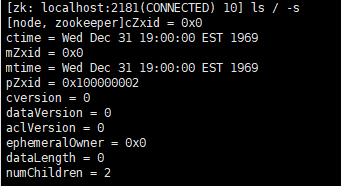 [zk: localhost:2181(CONNECTED) 10] ls / -s
[node, zookeeper]cZxid = 0x0
ctime = Wed Dec 31 19:00:00 EST 1969
mZxid = 0x0
mtime = Wed Dec 31 19:00:00 EST 1969
pZxid = 0x100000002
cversion = 0
dataVersion = 0
aclVersion = 0
ephemeralOwner = 0x0
dataLength = 0
numChildren = 2